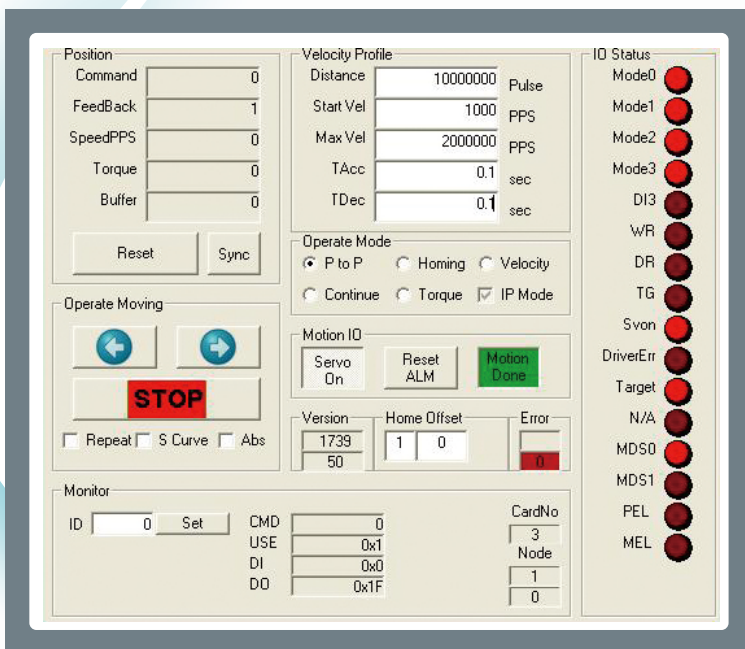 Position
Command 0
FeedBack 1
SpeedPPS 0
Torque 0
Buffer 0
Reset Sync
Operate Moving
STOP
Repeat S Curve Abs
Velocity Profile
Distance 10000000 Pulse
Start Vel 1000 PPS
Max Vel 2000000 PPS
TAcc 0.1 sec
TDec 0.1 sec
Operate Mode
P to P Homing Velocity
Continue Torque IP Mode
Motion IO
Servo On
Reset ALM
Motion Done
Version
1739
50
Home Offset
1 0
Error
0
Monitor
ID 0 Set
CMD 0
USE 0x1
DI 0x0
DO 0x1F
CardNo
3
Node
1
0
IO Status
Mode0
Mode1
Mode2
Mode3
DI3
WR
DR
TG
Svon
DriverErr
Target
N/A
MDS0
MDS1
PEL
MEL